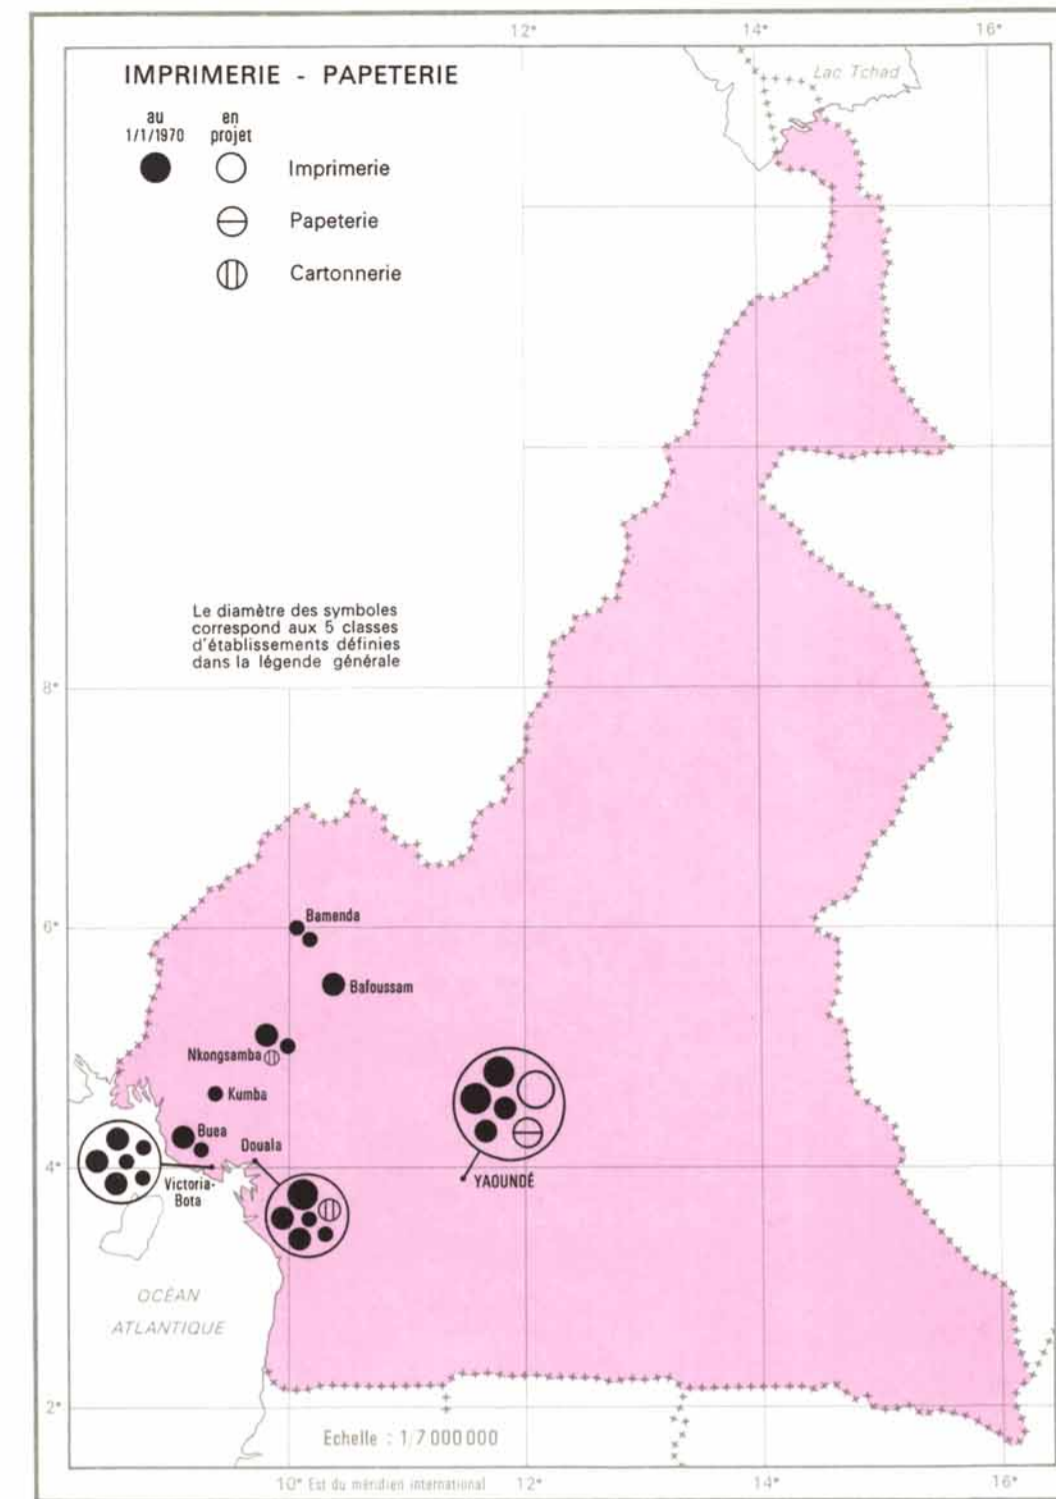 12° 14° 16°
IMPRIMERIE - PAPETERIE
Lac Tchad
au en
1/1/1970 projet
Imprimerie
Papeterie
Cartonnerie
Le diamètre des symboles
correspond aux 5 classes
d'établissements définies
dans la légende générale
8°
Bamenda
6°
Bafoussam
Nkongsamba
Kumba
Buea
Douala
4°
Victoria-
Bota
YAOUNDÉ
OCÉAN
ATLANTIQUE
2°
Echelle : 1/7 000 000
10° Est du méridien international 12° 14° 16°